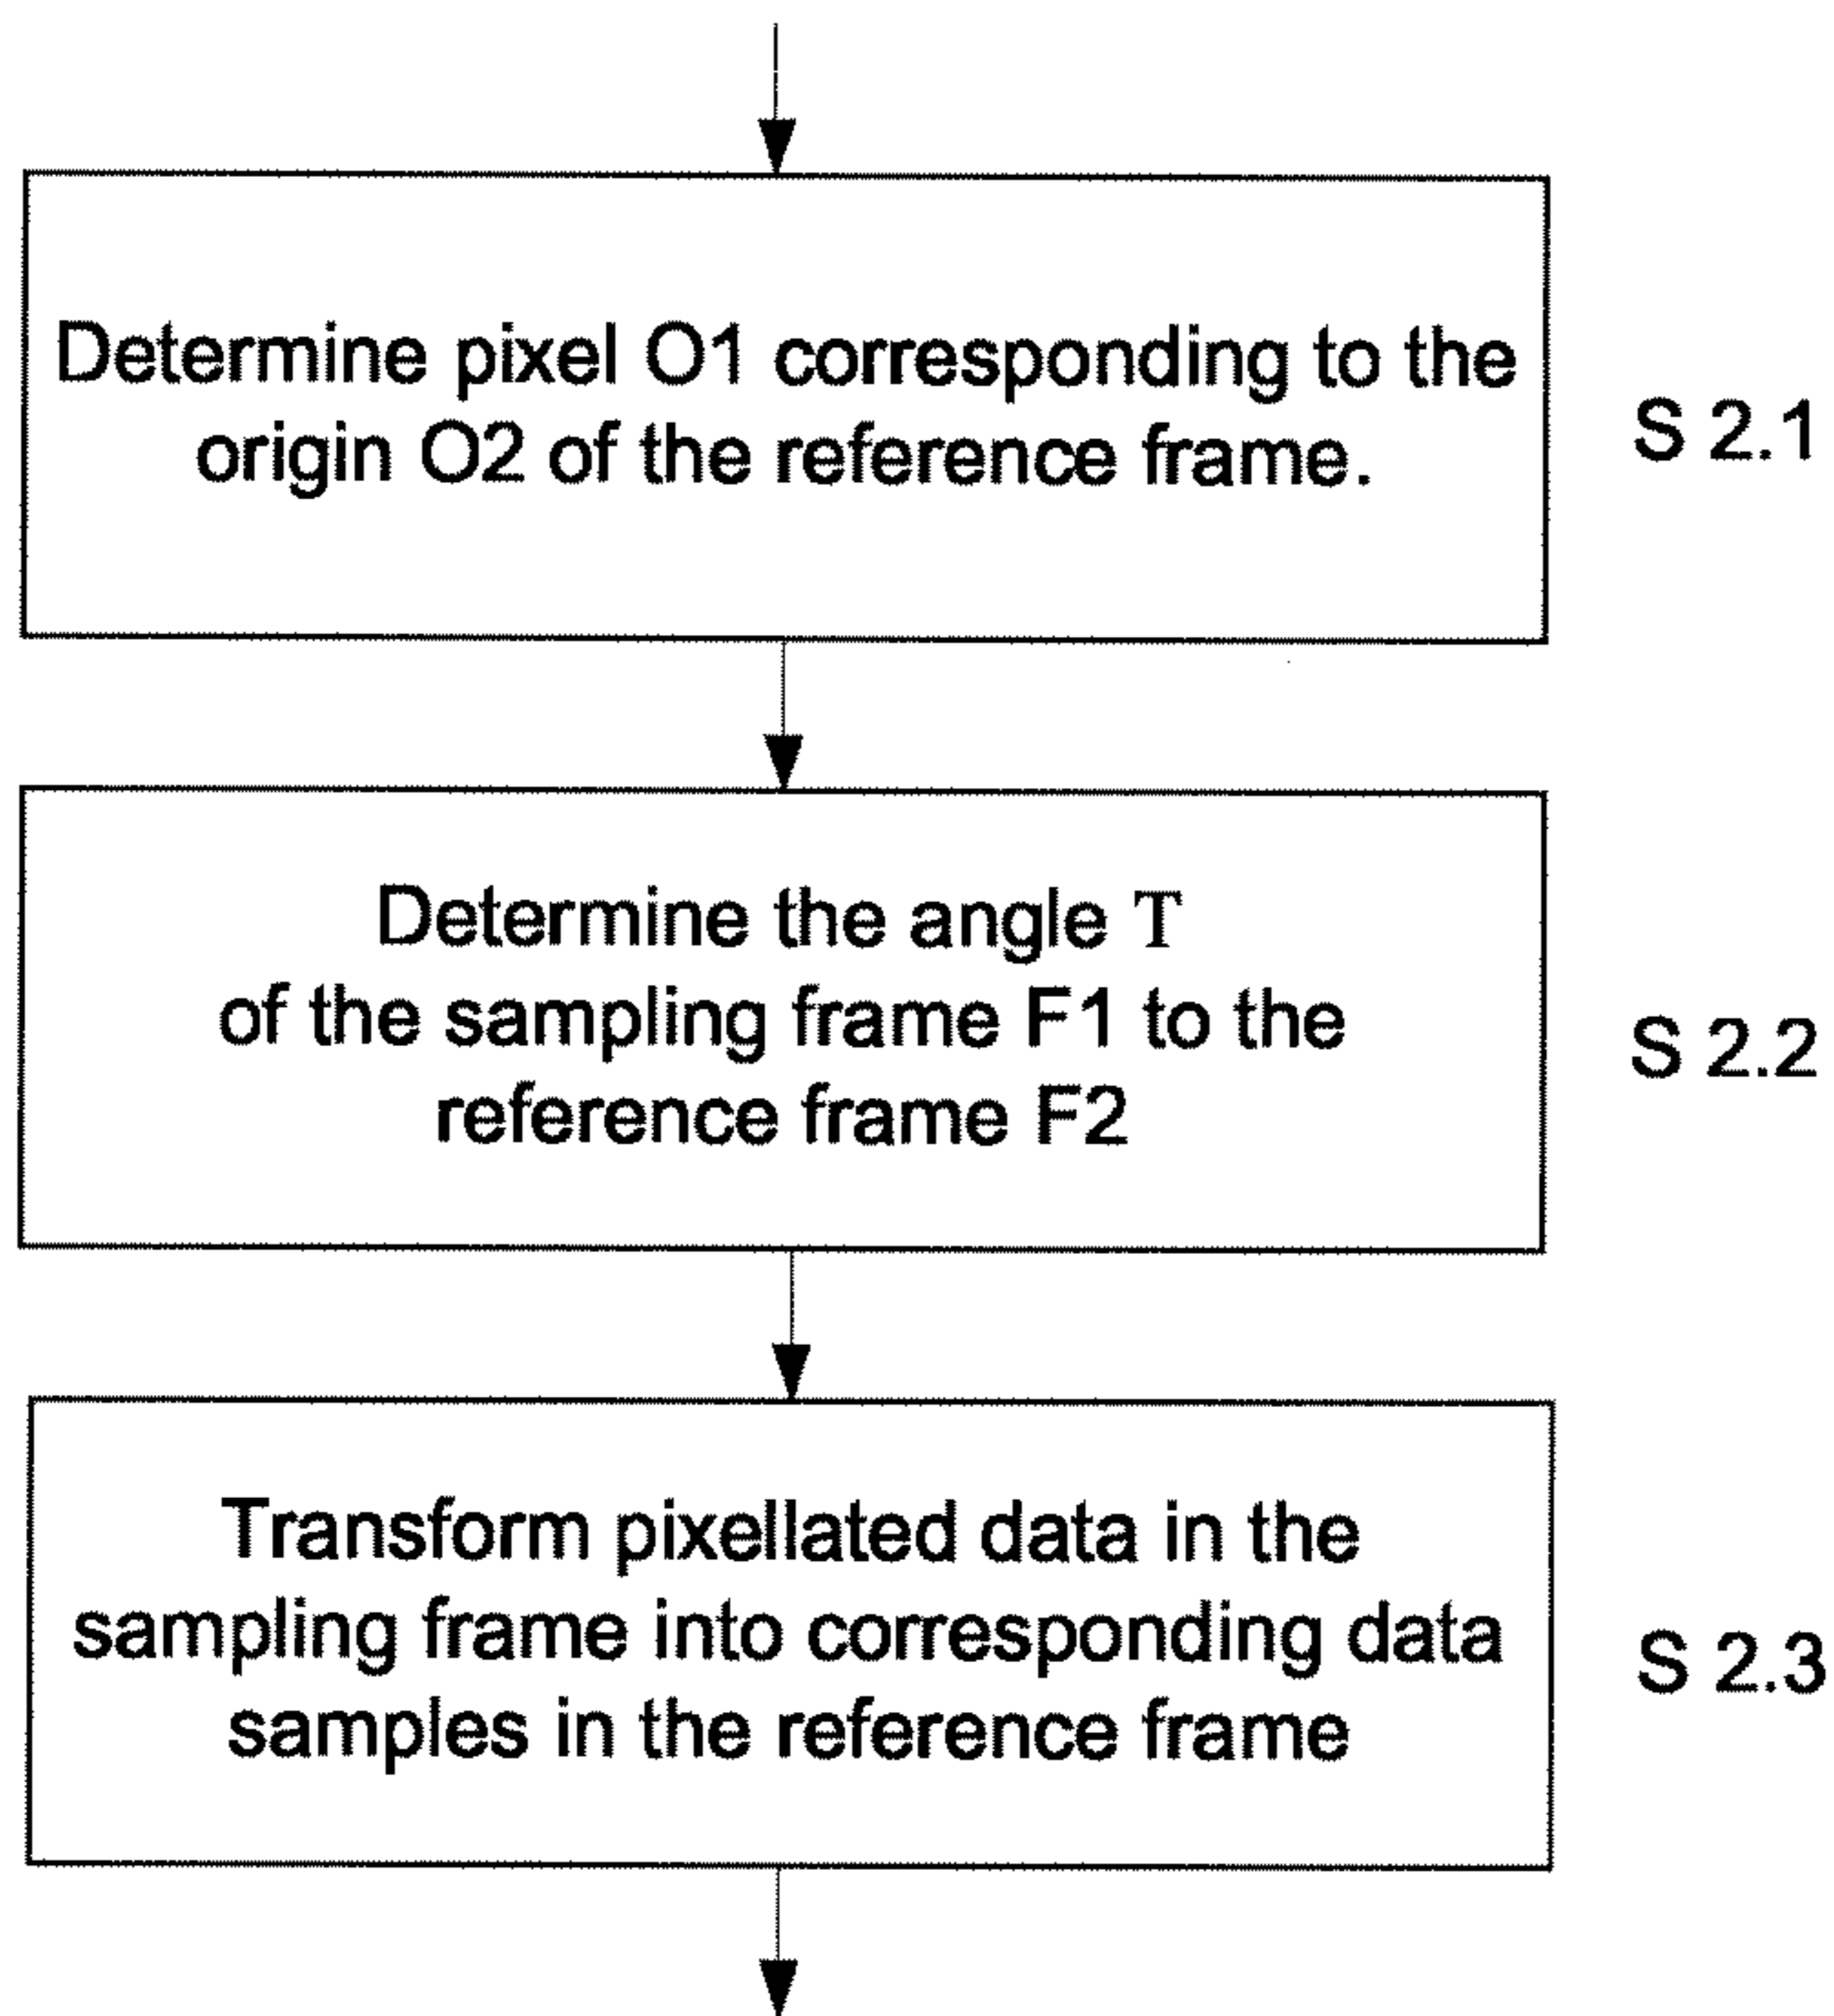 Determine pixel O1 corresponding to the
origin O2 of the reference frame.
S 2.1
Determine the angle T
of the sampling frame F1 to the
reference frame F2
S 2.2
Transform pixellated data in the
sampling frame into corresponding data
samples in the reference frame
S 2.3